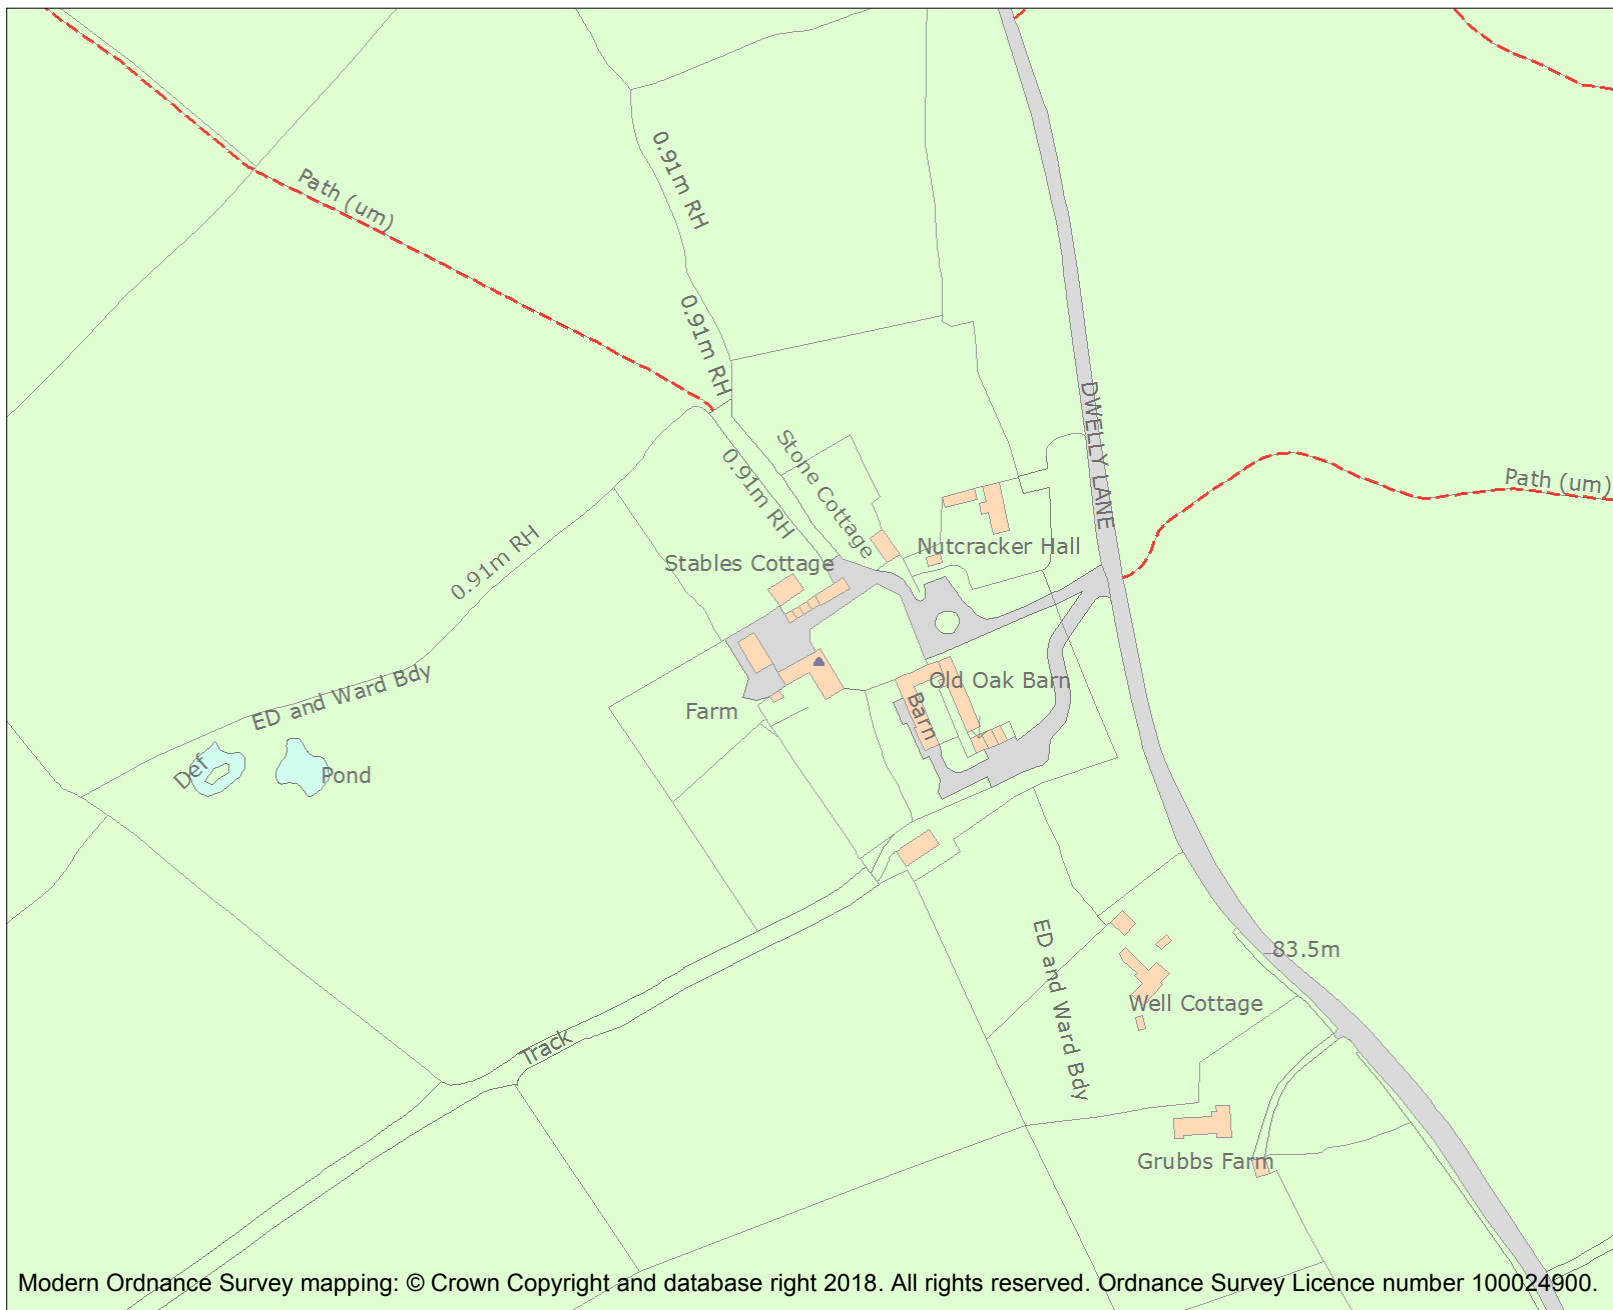 0.91m RH
Path (um)
0.91m RH
DWELLY LANE
Stone Cottage
0.91m RH
Path (um)
0.91m RH
Nutcracker Hall
Stables Cottage
Old Oak Barn
ED and Ward Bdy
Farm
Barn
Def
Pond
83.5m
ED and Ward Bdy
Well Cottage
Track
Grubbs Farm
Modern Ordnance Survey mapping: © Crown Copyright and database right 2018. All rights reserved. Ordnance Survey Licence number 100024900.